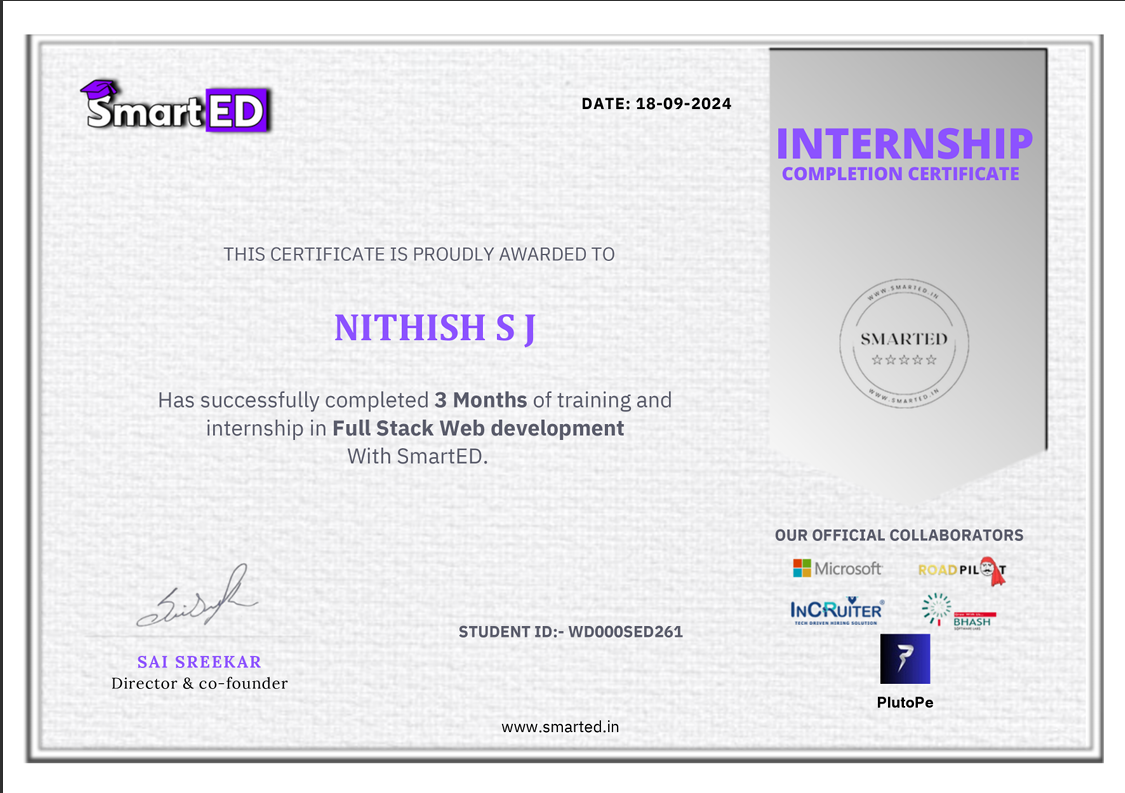 SmartED
DATE: 18-09-2024
INTERNSHIP
COMPLETION CERTIFICATE
THIS CERTIFICATE IS PROUDLY AWARDED TO
NITHISH S J
Has successfully completed 3 Months of training and
internship in Full Stack Web development
With SmartED.
WWW.SMARTED.IN
SMARTED
WWW.SMARTED.IN
OUR OFFICIAL COLLABORATORS
Microsoft
ROADPILOT
INCRUITER®
TECH DRIVEN HIRING SOLUTION
BHASH
SOFTWARE LABS
PlutoPe
STUDENT ID:- WD000SED261
SAI SREEKAR
Director & co-founder
www.smarted.in